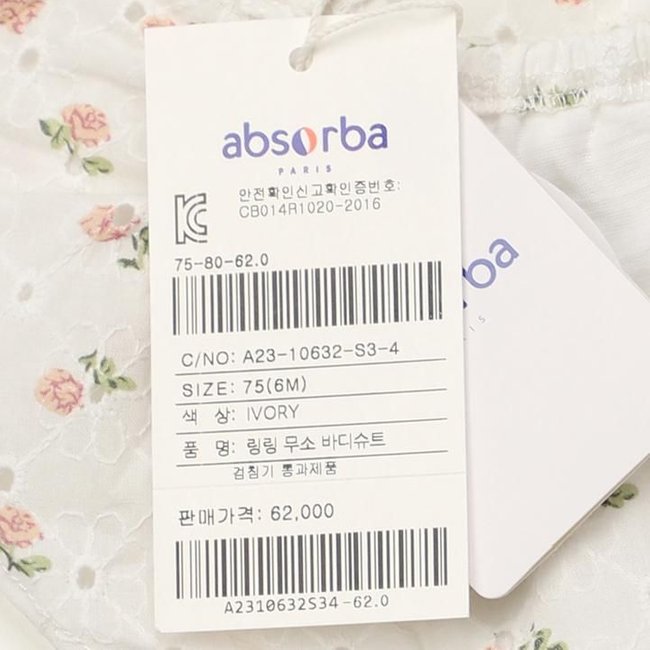 absorba
PARIS
안전확인신고확인증번호:
CB014R1020-2016
75-80-62.0
C/NO: A23-10632-S3-4
SIZE: 75(6M)
색 상: IVORY
품 명: 링링 무소 바디슈트
검침기 통과제품
판매가격: 62,000
A2310632S34-62.0
rba
IS